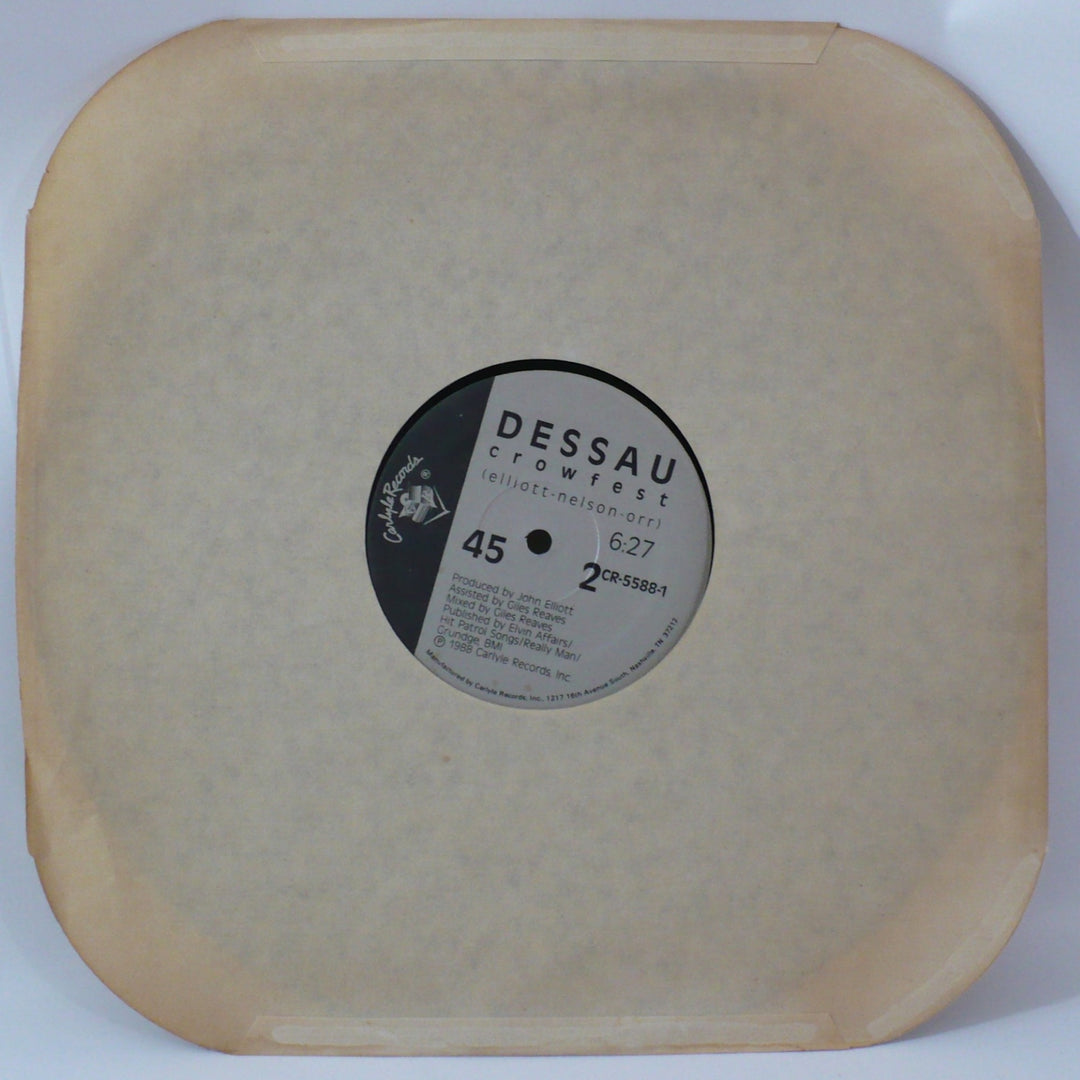 DESSAU
crowfest
(elliott-nelson-orr)
Carlyle Records ®
6:27
45
2 CR-5588-1
Produced by John Elliott
Assisted by Giles Reaves
Mixed by Giles Reaves
Published by Elvin Affairs/
Hit Patrol Songs/Really Man/
Grundge, BMI
℗ 1988 Carlyle Records, Inc.
Manufactured by Carlyle Records, Inc., 1217 16th Avenue South, Nashville, TN 37212